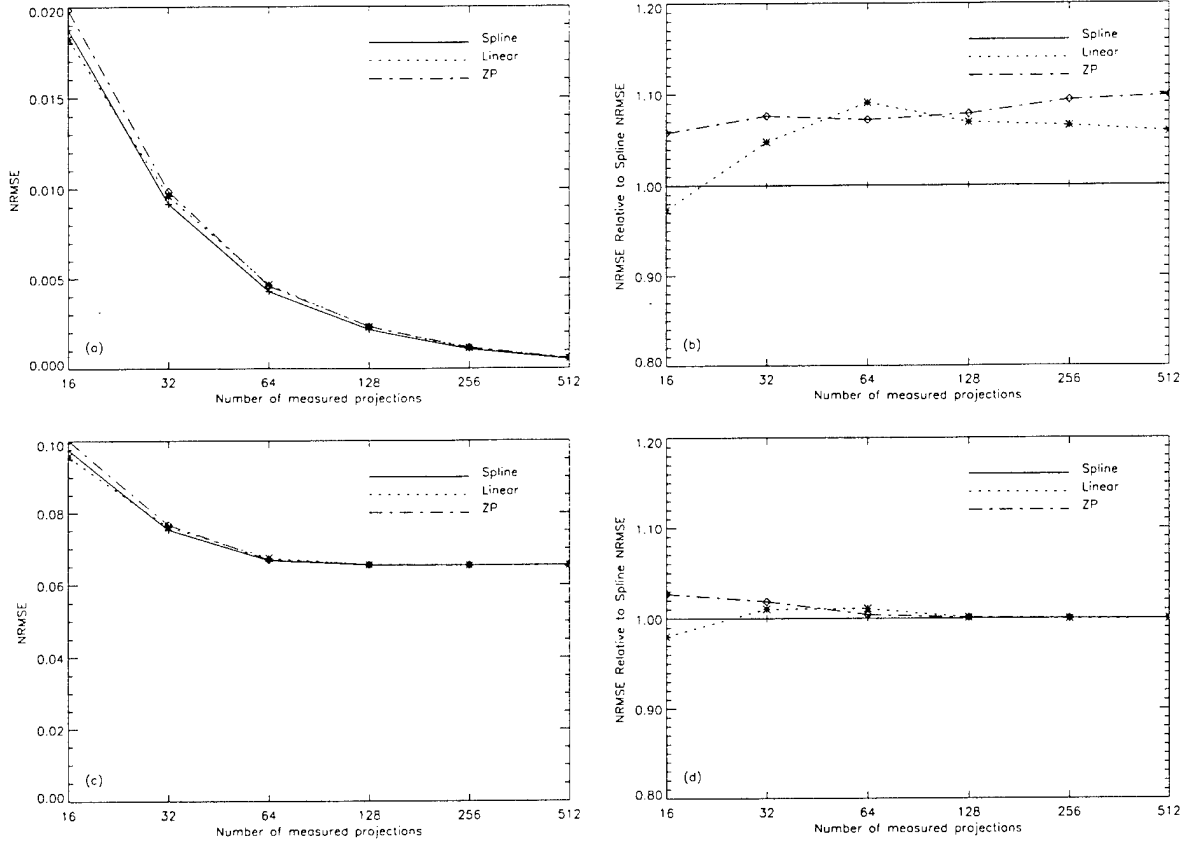 0.020
0.015
0.010
0.005
0.000
NRMSE
Spline
Linear
ZP
(a)
16 32 64 128 256 512
Number of measured projections
1.20
1.10
1.00
0.90
0.80
NRMSE Relative to Spline NRMSE
Spline
Linear
ZP
(b)
16 32 64 128 256 512
Number of measured projections
0.10
0.08
0.06
0.04
0.02
0.00
NRMSE
Spline
Linear
ZP
(c)
16 32 64 128 256 512
Number of measured projections
1.20
1.10
1.00
0.90
0.80
NRMSE Relative to Spline NRMSE
Spline
Linear
ZP
(d)
16 32 64 128 256 512
Number of measured projections